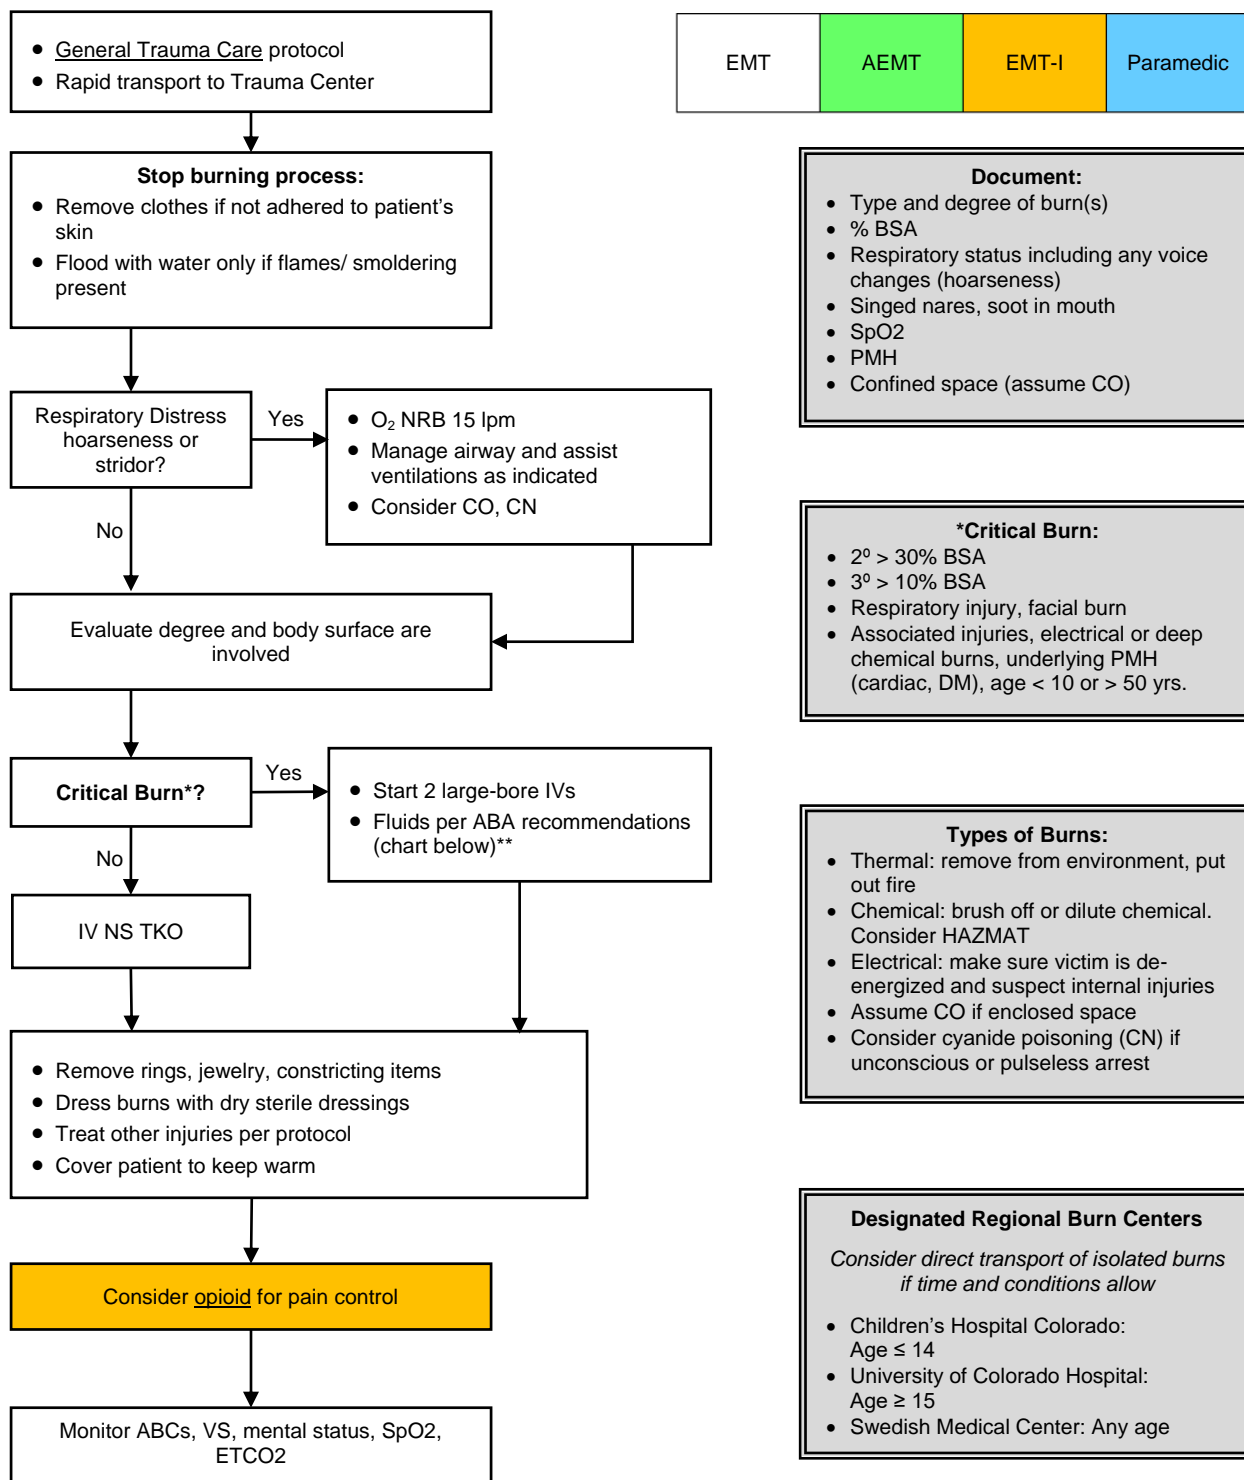 • General Trauma Care protocol
• Rapid transport to Trauma Center
EMT
AEMT
EMT-I
Paramedic
Stop burning process:
• Remove clothes if not adhered to patient's
skin
• Flood with water only if flames/ smoldering
present
Document:
• Type and degree of burn(s)
• % BSA
• Respiratory status including any voice
changes (hoarseness)
• Singed nares, soot in mouth
• SpO2
• PMH
• Confined space (assume CO)
Respiratory Distress
hoarseness or
stridor?
Yes
• O₂ NRB 15 lpm
• Manage airway and assist
ventilations as indicated
• Consider CO, CN
No
*Critical Burn:
• 2º > 30% BSA
• 3º > 10% BSA
• Respiratory injury, facial burn
• Associated injuries, electrical or deep
chemical burns, underlying PMH
(cardiac, DM), age < 10 or > 50 yrs.
Evaluate degree and body surface are
involved
Critical Burn*?
Yes
• Start 2 large-bore IVs
• Fluids per ABA recommendations
(chart below)**
No
IV NS TKO
Types of Burns:
• Thermal: remove from environment, put
out fire
• Chemical: brush off or dilute chemical.
Consider HAZMAT
• Electrical: make sure victim is de-
energized and suspect internal injuries
• Assume CO if enclosed space
• Consider cyanide poisoning (CN) if
unconscious or pulseless arrest
• Remove rings, jewelry, constricting items
• Dress burns with dry sterile dressings
• Treat other injuries per protocol
• Cover patient to keep warm
Consider opioid for pain control
Monitor ABCs, VS, mental status, SpO2,
ETCO2
Designated Regional Burn Centers
Consider direct transport of isolated burns
if time and conditions allow
• Children's Hospital Colorado:
Age ≤ 14
• University of Colorado Hospital:
Age ≥ 15
• Swedish Medical Center: Any age